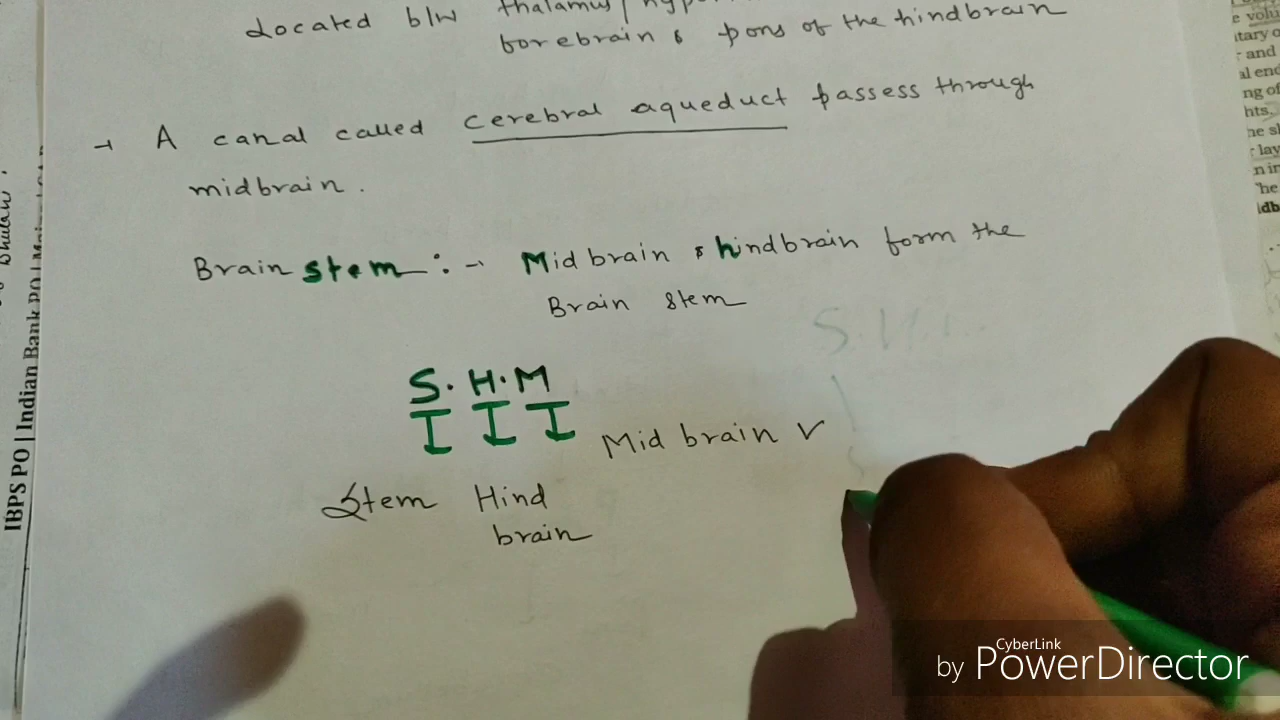 Located b/w thalamus/
forebrain & pons of the hindbrain
→ A canal called cerebral aqueduct passess through
midbrain.
Brain stem :- Mid brain & hindbrain form the
Brain stem
S. H. M
Mid brain
Stem Hind
brain
IBPS PO | Indian Bank PO |
CyberLink
by PowerDirector